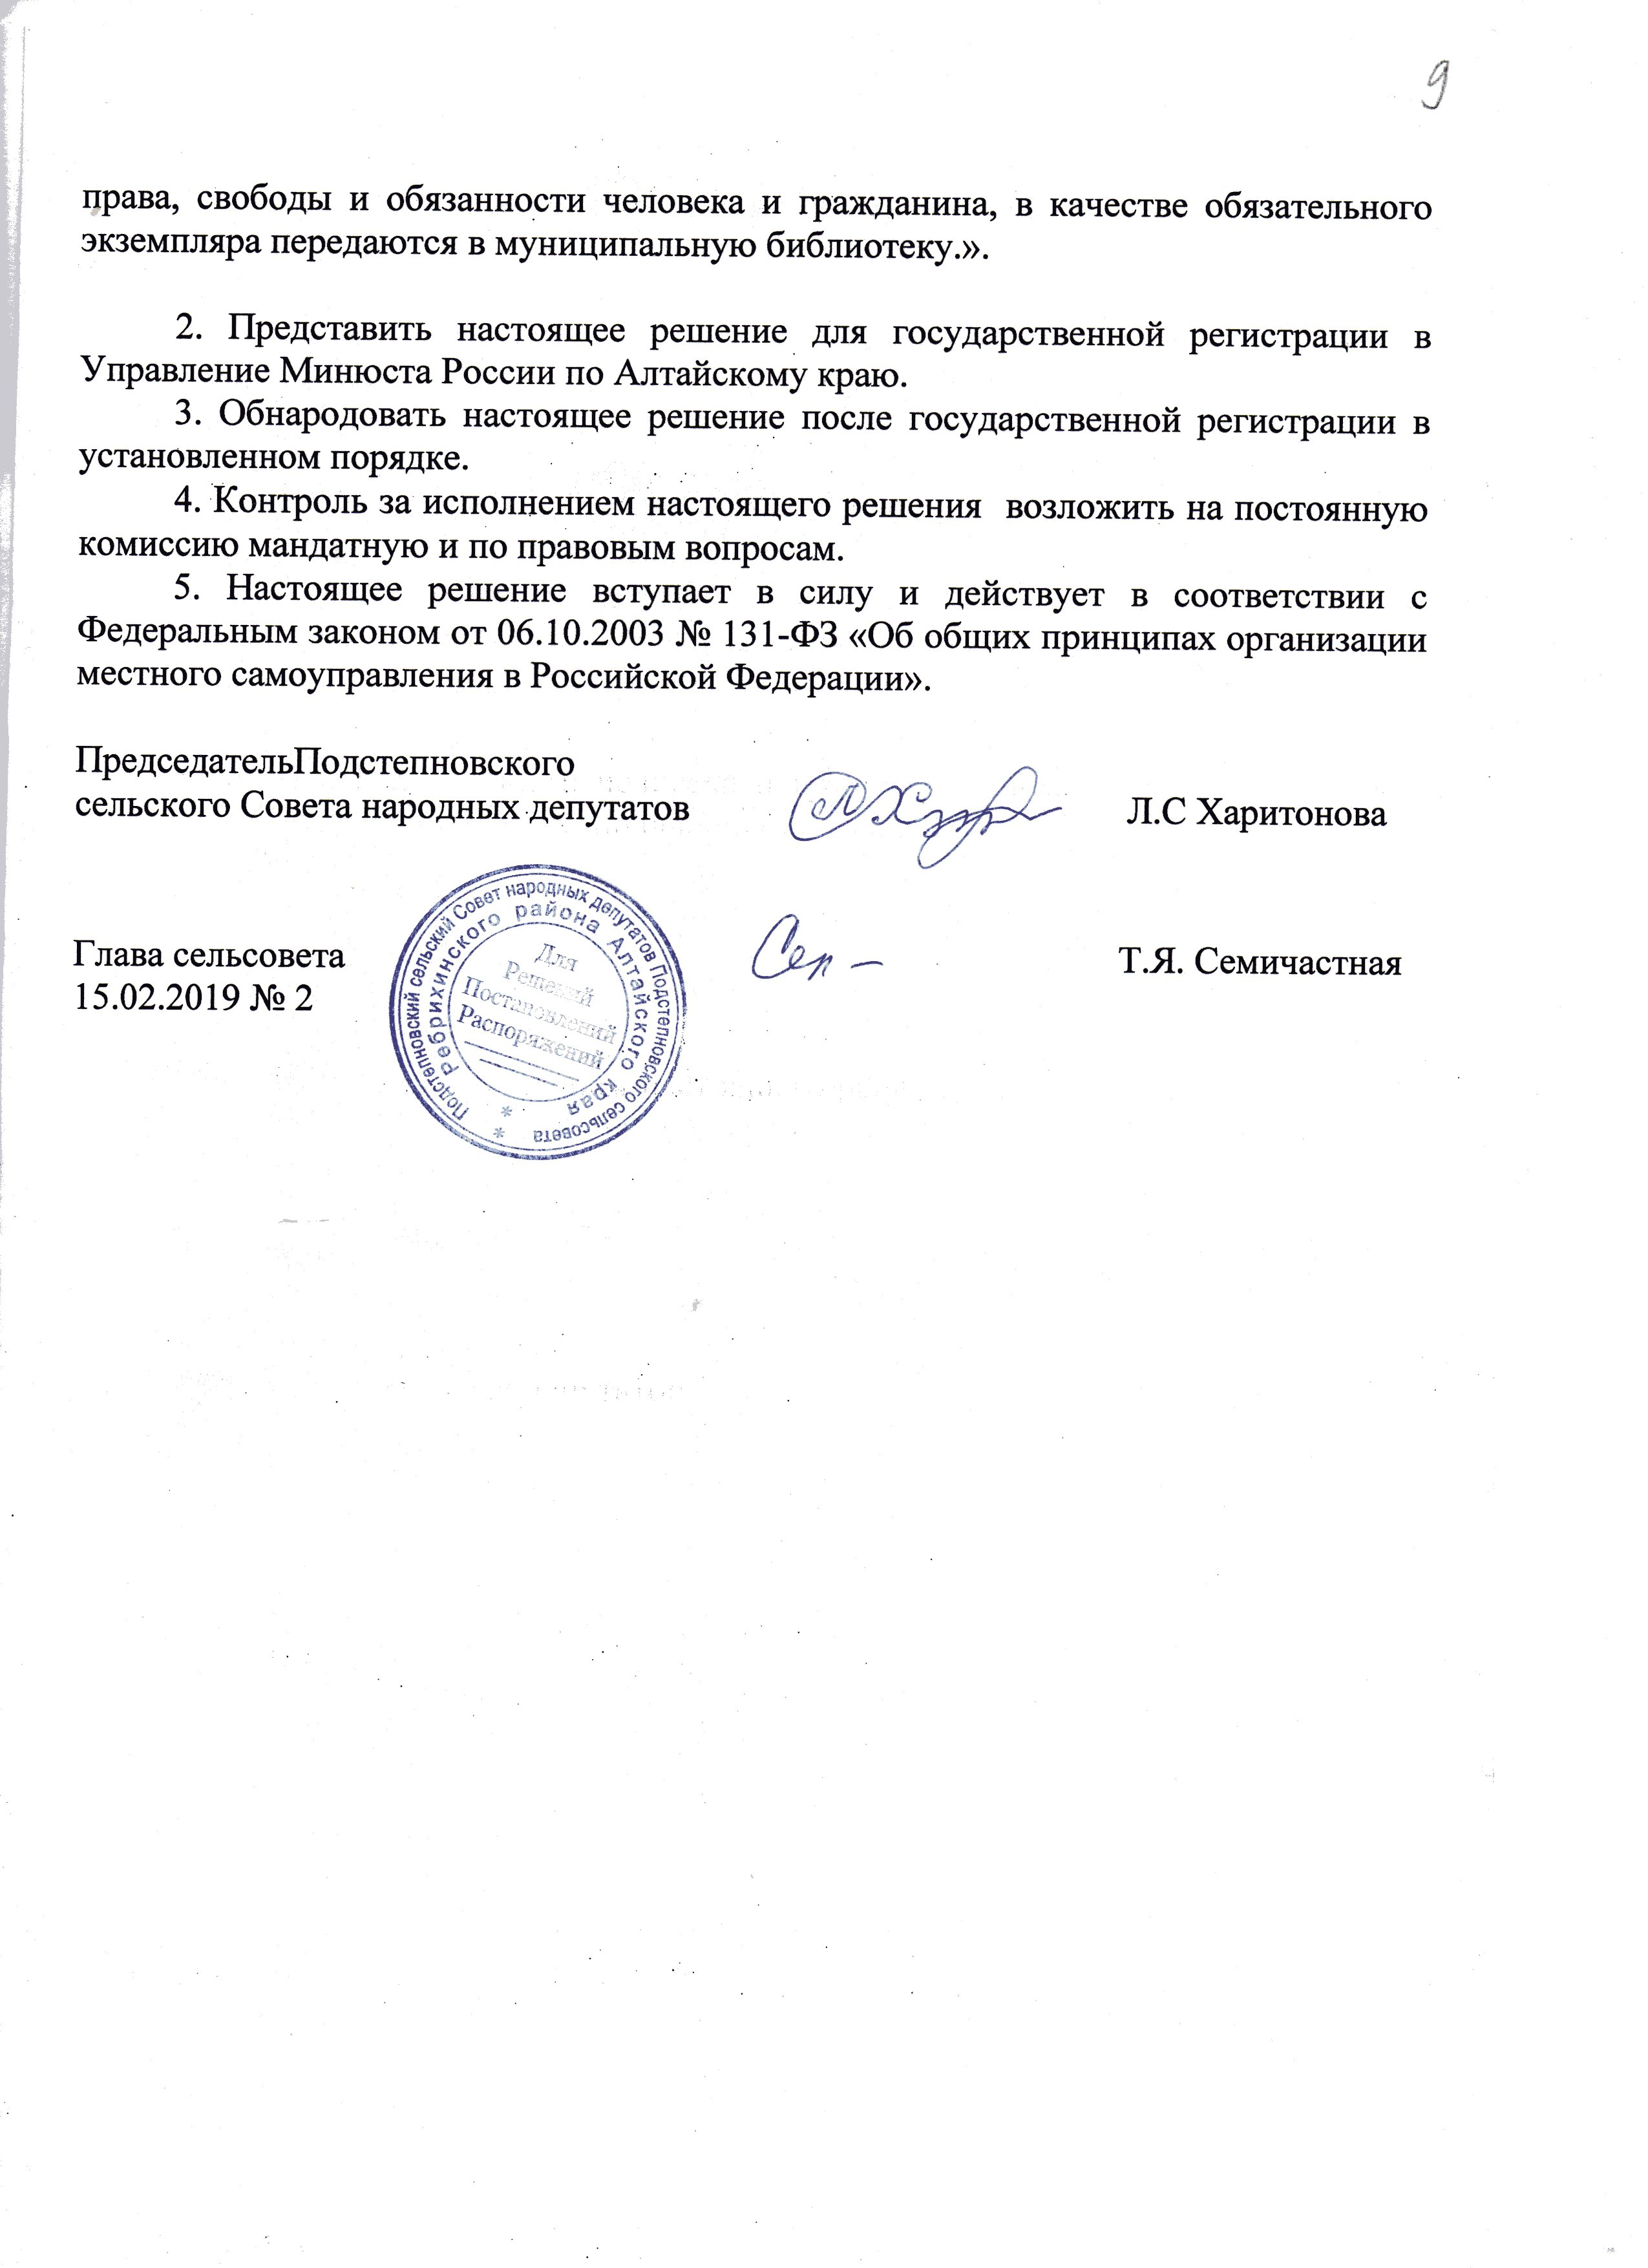 9
права, свободы и обязанности человека и гражданина, в качестве обязательного
экземпляра передаются в муниципальную библиотеку.».
2. Представить настоящее решение для государственной регистрации в
Управление Минюста России по Алтайскому краю.
3. Обнародовать настоящее решение после государственной регистрации в
установленном порядке.
4. Контроль за исполнением настоящего решения возложить на постоянную
комиссию мандатную и по правовым вопросам.
5. Настоящее решение вступает в силу и действует в соответствии с
Федеральным законом от 06.10.2003 № 131-ФЗ «Об общих принципах организации
местного самоуправления в Российской Федерации».
ПредседательПодстепновского
сельского Совета народных депутатов Л.С Харитонова
Глава сельсовета Т.Я. Семичастная
15.02.2019 № 2
Подстепновский сельский Совет народных депутатов Подстепновского сельсовета *
Ребрихинского района Алтайского края *
Для
Решений
Постановлений
Распоряжений